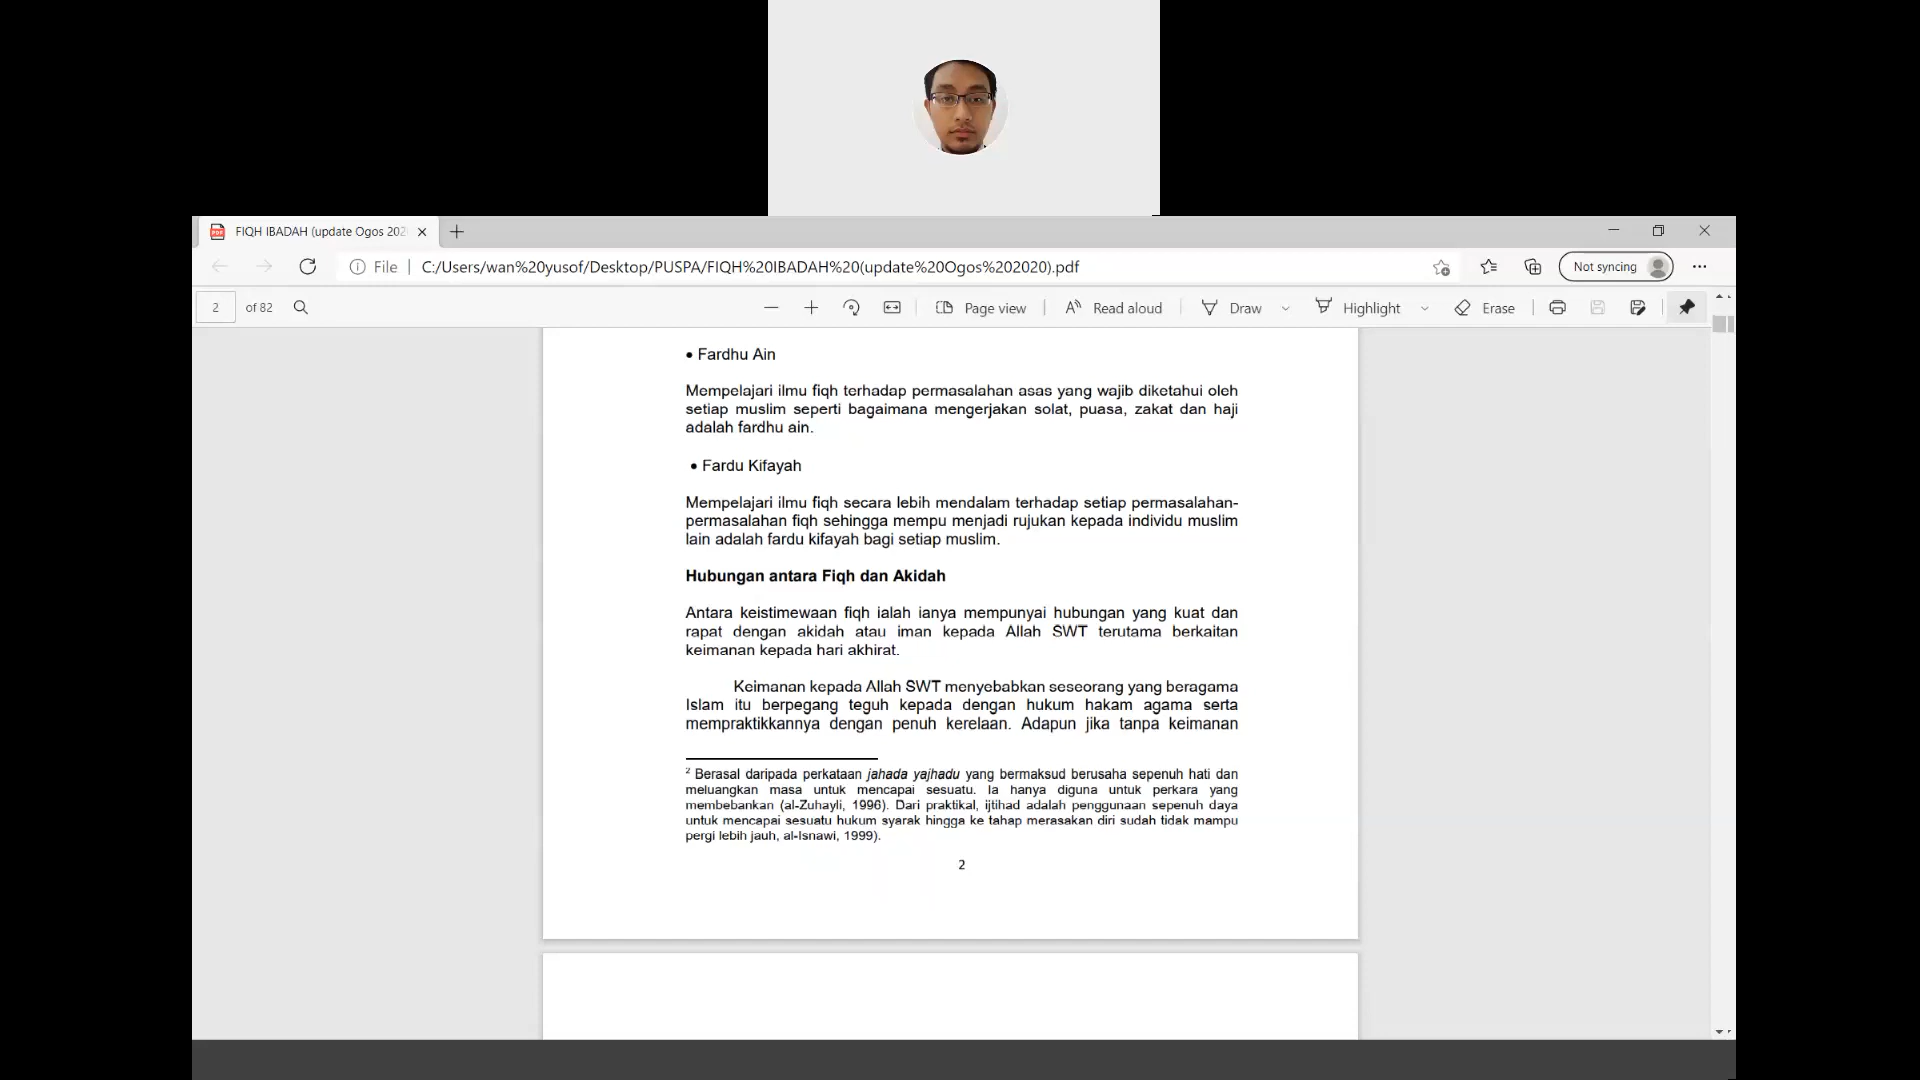 FIQH IBADAH (update Ogos 202
File
C:/Users/wan%20yusof/Desktop/PUSPA/FIQH%20IBADAH%20(update%20Ogos%202020).pdf
Not syncing
2 of 82
Page view
Read aloud
Draw
Highlight
Erase
• Fardhu Ain
Mempelajari ilmu fiqh terhadap permasalahan asas yang wajib diketahui oleh
setiap muslim seperti bagaimana mengerjakan solat, puasa, zakat dan haji
adalah fardhu ain.
• Fardu Kifayah
Mempelajari ilmu fiqh secara lebih mendalam terhadap setiap permasalahan-
permasalahan fiqh sehingga mempu menjadi rujukan kepada individu muslim
lain adalah fardu kifayah bagi setiap muslim.
Hubungan antara Fiqh dan Akidah
Antara keistimewaan fiqh ialah ianya mempunyai hubungan yang kuat dan
rapat dengan akidah atau iman kepada Allah SWT terutama berkaitan
keimanan kepada hari akhirat.
Keimanan kepada Allah SWT menyebabkan seseorang yang beragama
Islam itu berpegang teguh kepada dengan hukum hakam agama serta
mempraktikkannya dengan penuh kerelaan. Adapun jika tanpa keimanan
2 Berasal daripada perkataan jahada yajhadu yang bermaksud berusaha sepenuh hati dan
meluangkan masa untuk mencapai sesuatu. Ia hanya diguna untuk perkara yang
membebankan (al-Zuhayli, 1996). Dari praktikal, ijtihad adalah penggunaan sepenuh daya
untuk mencapai sesuatu hukum syarak hingga ke tahap merasakan diri sudah tidak mampu
pergi lebih jauh, al-Isnawi, 1999).
2